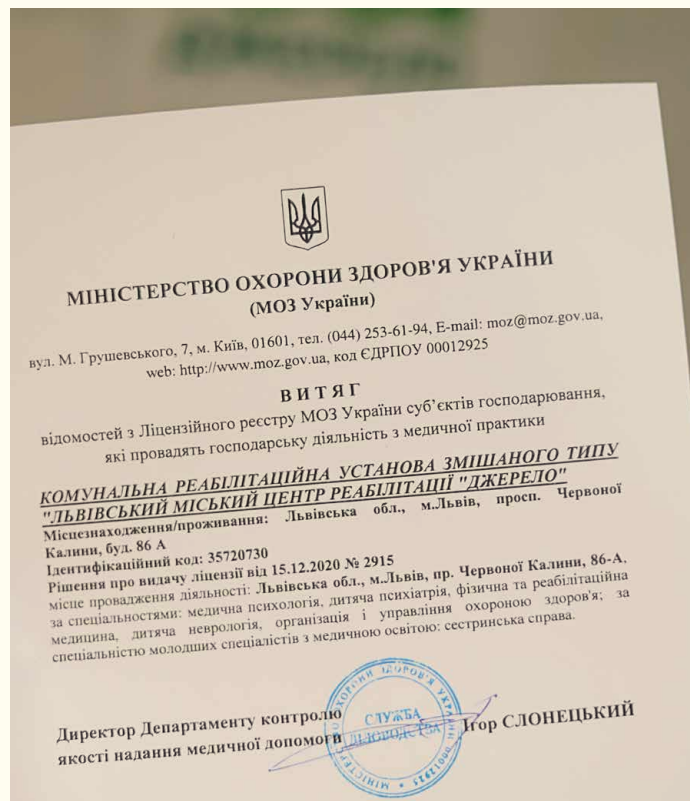 МІНІСТЕРСТВО ОХОРОНИ ЗДОРОВ'Я УКРАЇНИ
(МОЗ України)
вул. М. Грушевського, 7, м. Київ, 01601, тел. (044) 253-61-94, E-mail: moz@moz.gov.ua,
web: http://www.moz.gov.ua, код ЄДРПОУ 00012925
ВИТЯГ
відомостей з Ліцензійного реєстру МОЗ України суб’єктів господарювання,
які провадять господарську діяльність з медичної практики
КОМУНАЛЬНА РЕАБІЛІТАЦІЙНА УСТАНОВА ЗМІШАНОГО ТИПУ
"ЛЬВІВСЬКИЙ МІСЬКИЙ ЦЕНТР РЕАБІЛІТАЦІЇ "ДЖЕРЕЛО"
Місцезнаходження/проживання: Львівська обл., м.Львів, просп. Червоної
Калини, буд. 86 А
Ідентифікаційний код: 35720730
Рішення про видачу ліцензії від 15.12.2020 № 2915
місце провадження діяльності: Львівська обл., м.Львів, пр. Червоної Калини, 86-А,
за спеціальностями: медична психологія, дитяча психіатрія, фізична та реабілітаційна
медицина, дитяча неврологія, організація і управління охороною здоров'я; за
спеціальністю молодших спеціалістів з медичною освітою: сестринська справа.
Директор Департаменту контролю
якості надання медичної допомоги
Ігор СЛОНЕЦЬКИЙ
СЛУЖБА
ДІЛОВОДСТВА
МІНІСТЕРСТВО ОХОРОНИ ЗДОРОВ'Я УКРАЇНИ 00012925